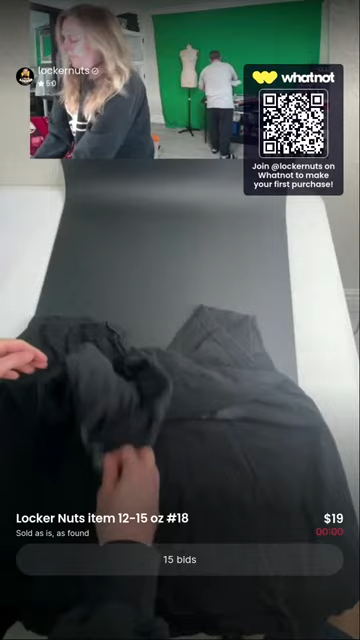 lockernuts
★ 5.0
whatnot
Join @lockernuts on
Whatnot to make
your first purchase!
Locker Nuts item 12-15 oz #18
$19
Sold as is, as found
00:00
15 bids